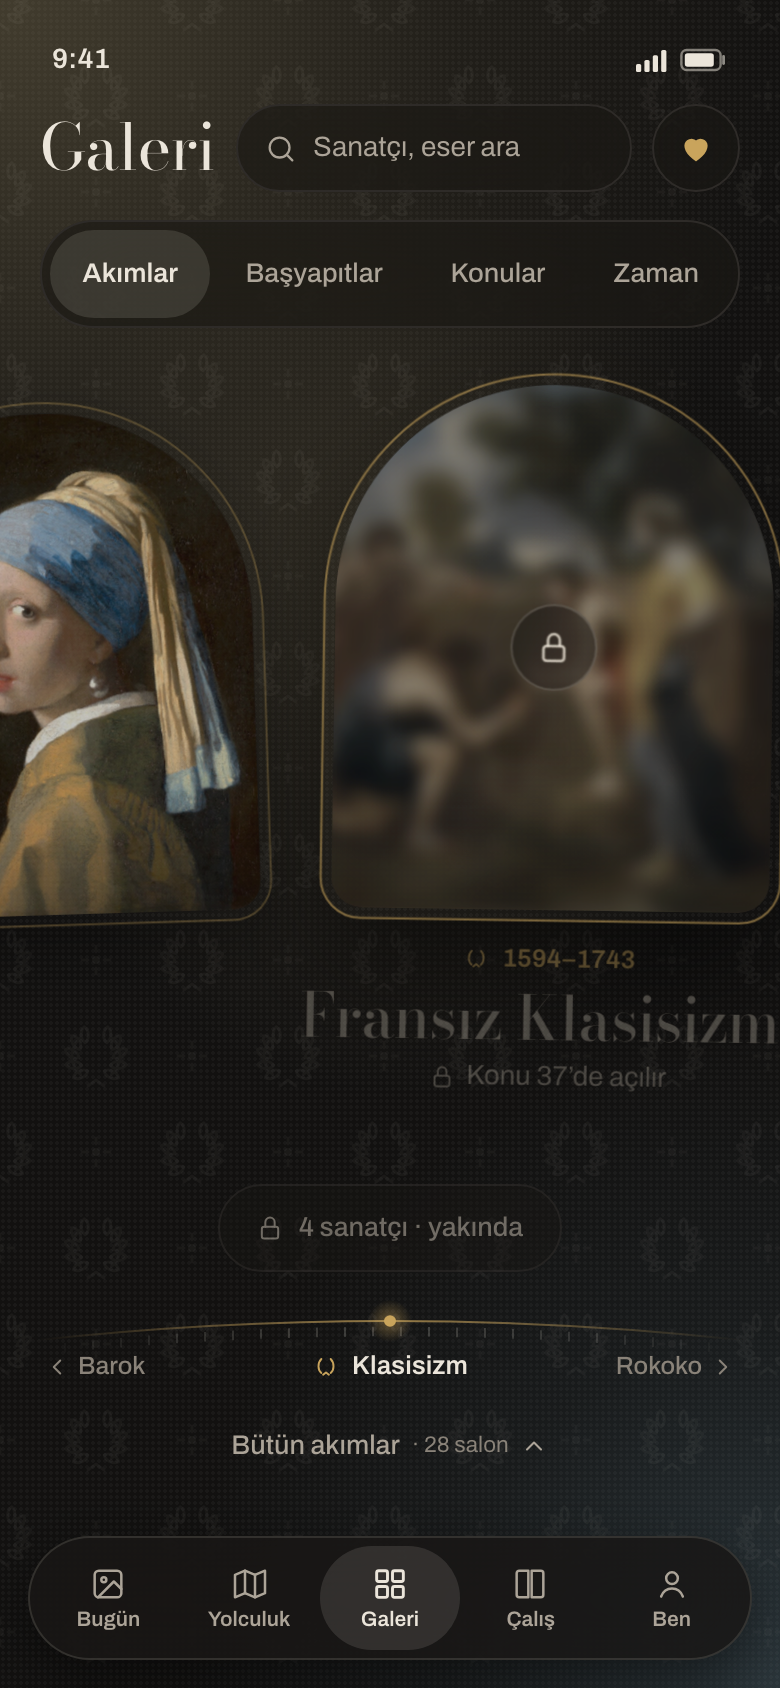 9:41
Galeri
Sanatçı, eser ara
Akımlar
Başyapıtlar
Konular
Zaman
1594–1743
Fransız Klasisizm
Konu 37’de açılır
4 sanatçı · yakında
Barok
Klasisizm
Rokoko
Bütün akımlar · 28 salon
Bugün
Yolculuk
Galeri
Çalış
Ben